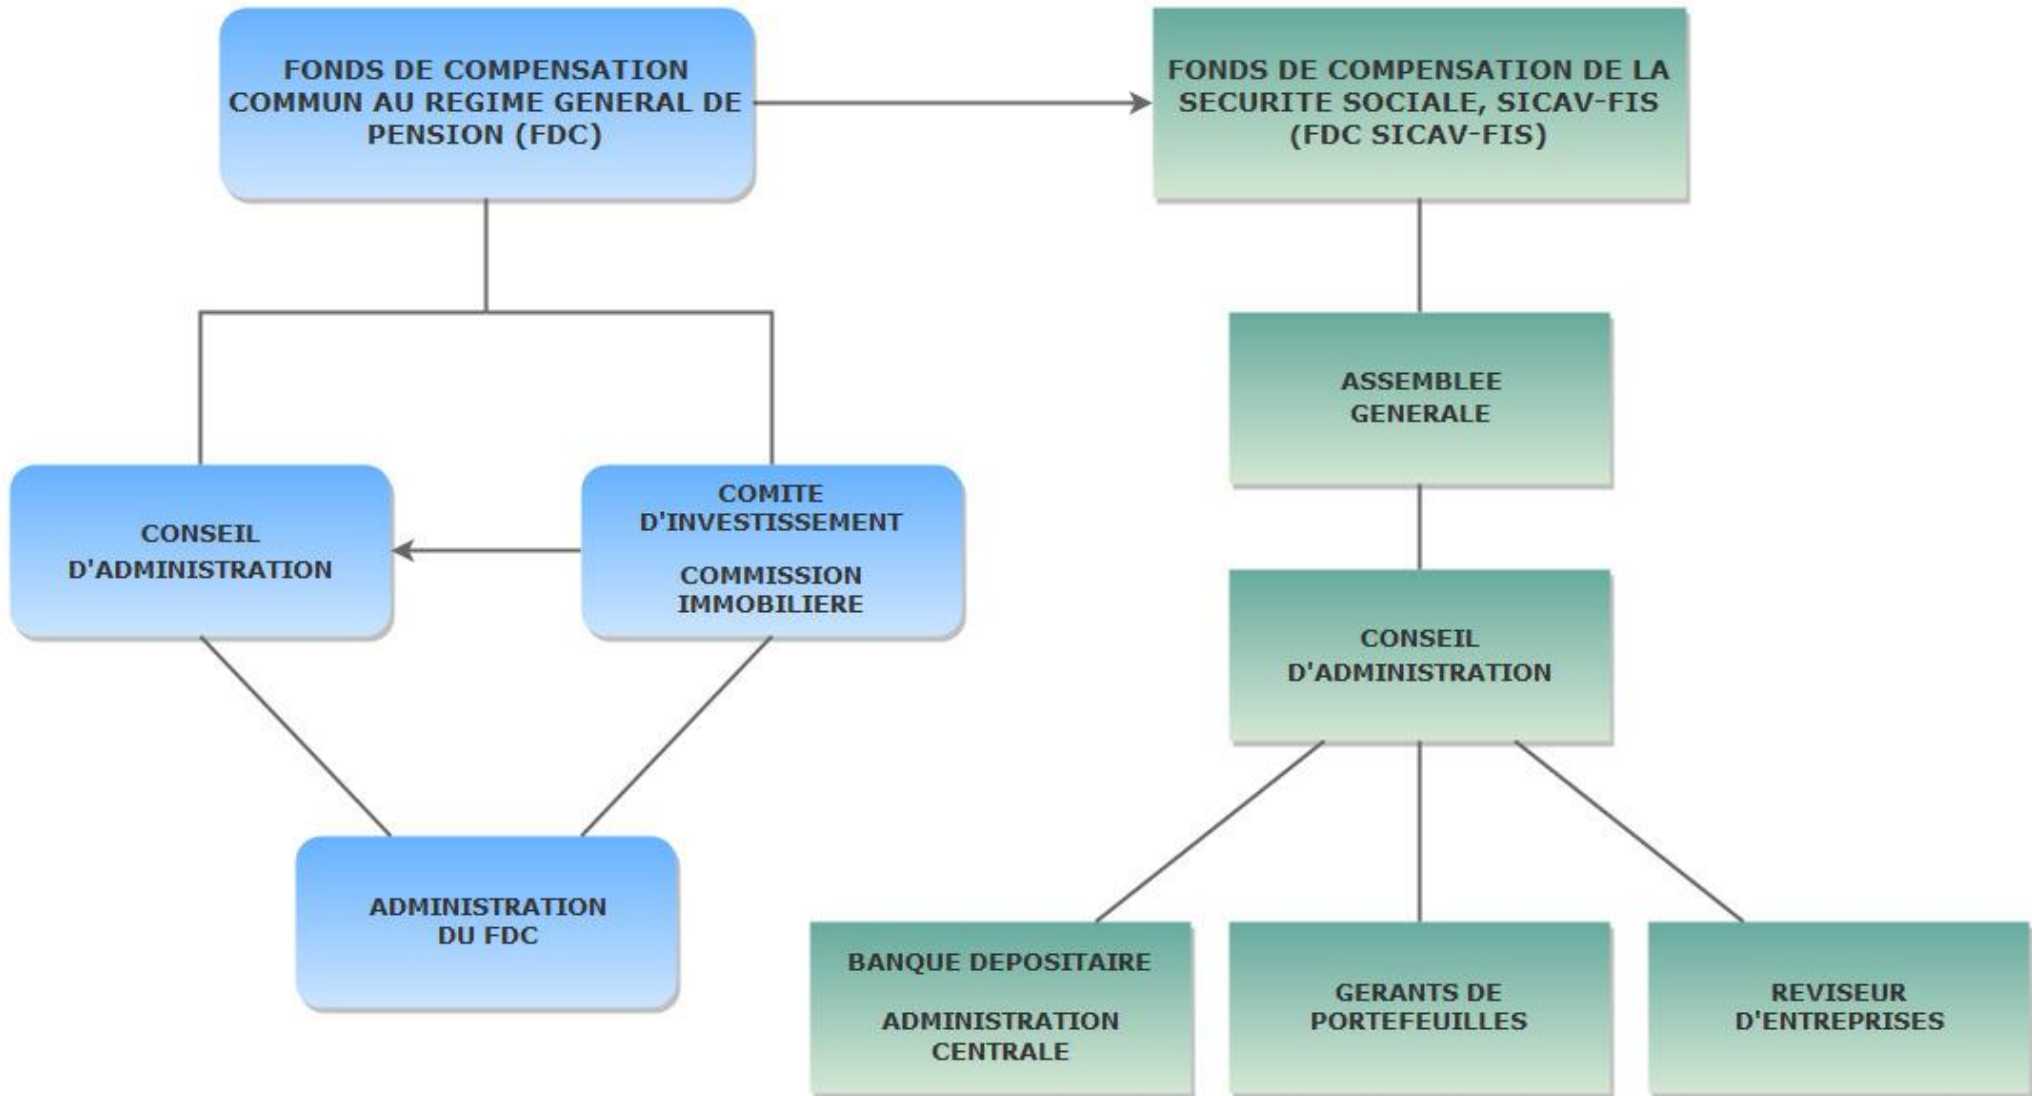 FONDS DE COMPENSATION
COMMUN AU REGIME GENERAL DE
PENSION (FDC)
FONDS DE COMPENSATION DE LA
SECURITE SOCIALE, SICAV-FIS
(FDC SICAV-FIS)
ASSEMBLEE
GENERALE
CONSEIL
D'ADMINISTRATION
COMITE
D'INVESTISSEMENT
COMMISSION
IMMOBILIERE
CONSEIL
D'ADMINISTRATION
ADMINISTRATION
DU FDC
BANQUE DEPOSITAIRE
ADMINISTRATION
CENTRALE
GERANTS DE
PORTEFEUILLES
REVISEUR
D'ENTREPRISES